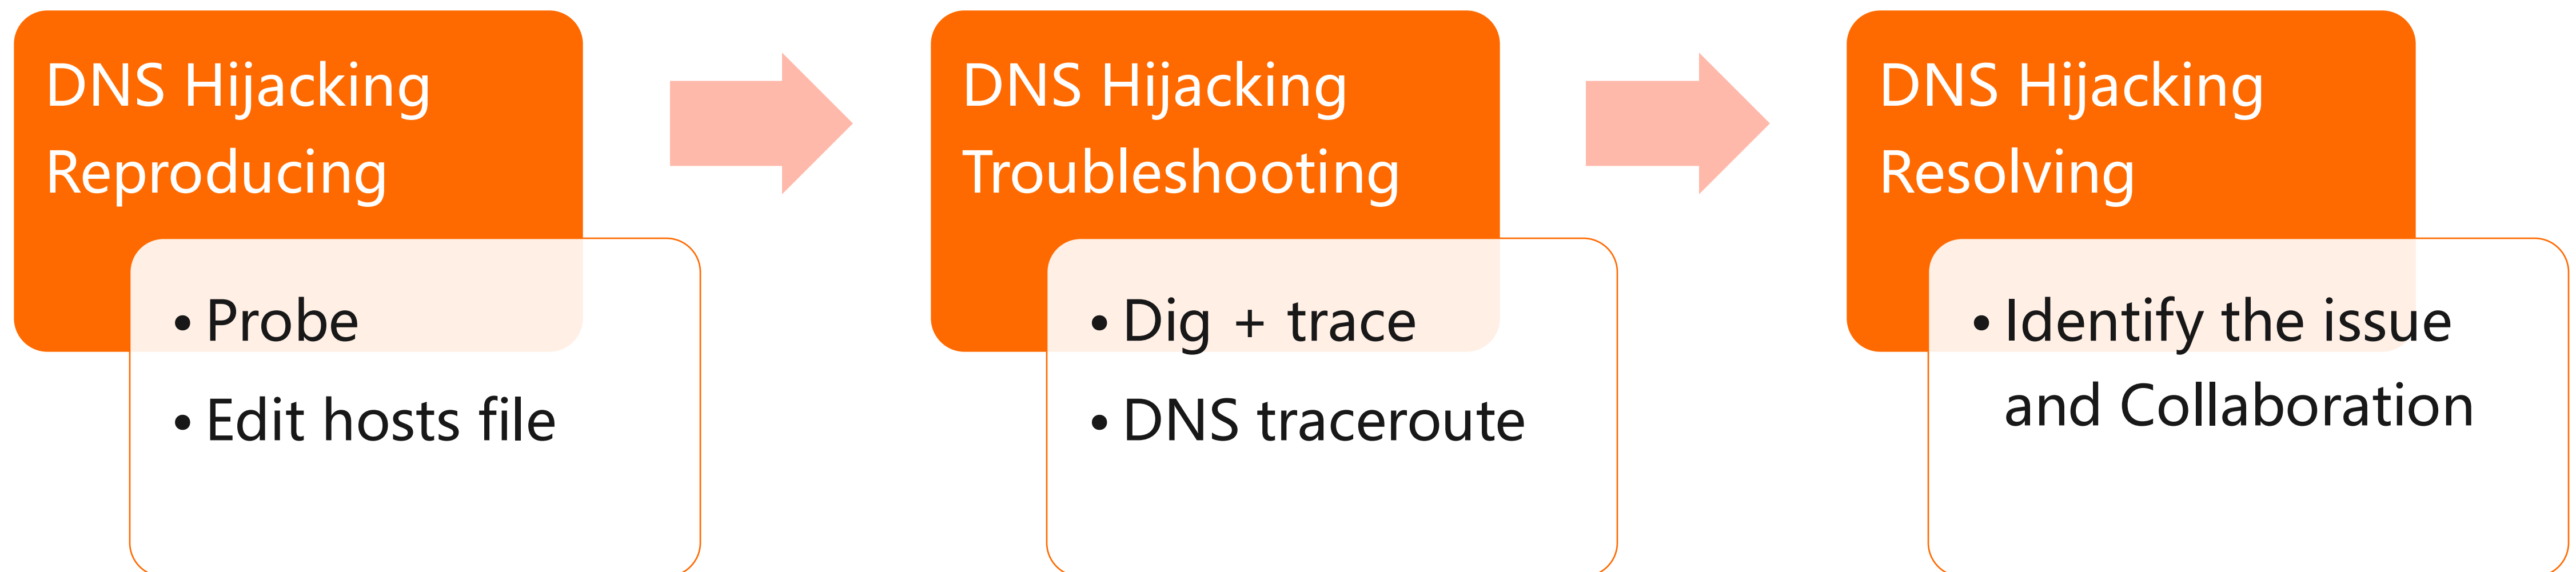 DNS Hijacking
Reproducing
• Probe
• Edit hosts file
DNS Hijacking
Troubleshooting
• Dig + trace
• DNS traceroute
DNS Hijacking
Resolving
• Identify the issue
and Collaboration